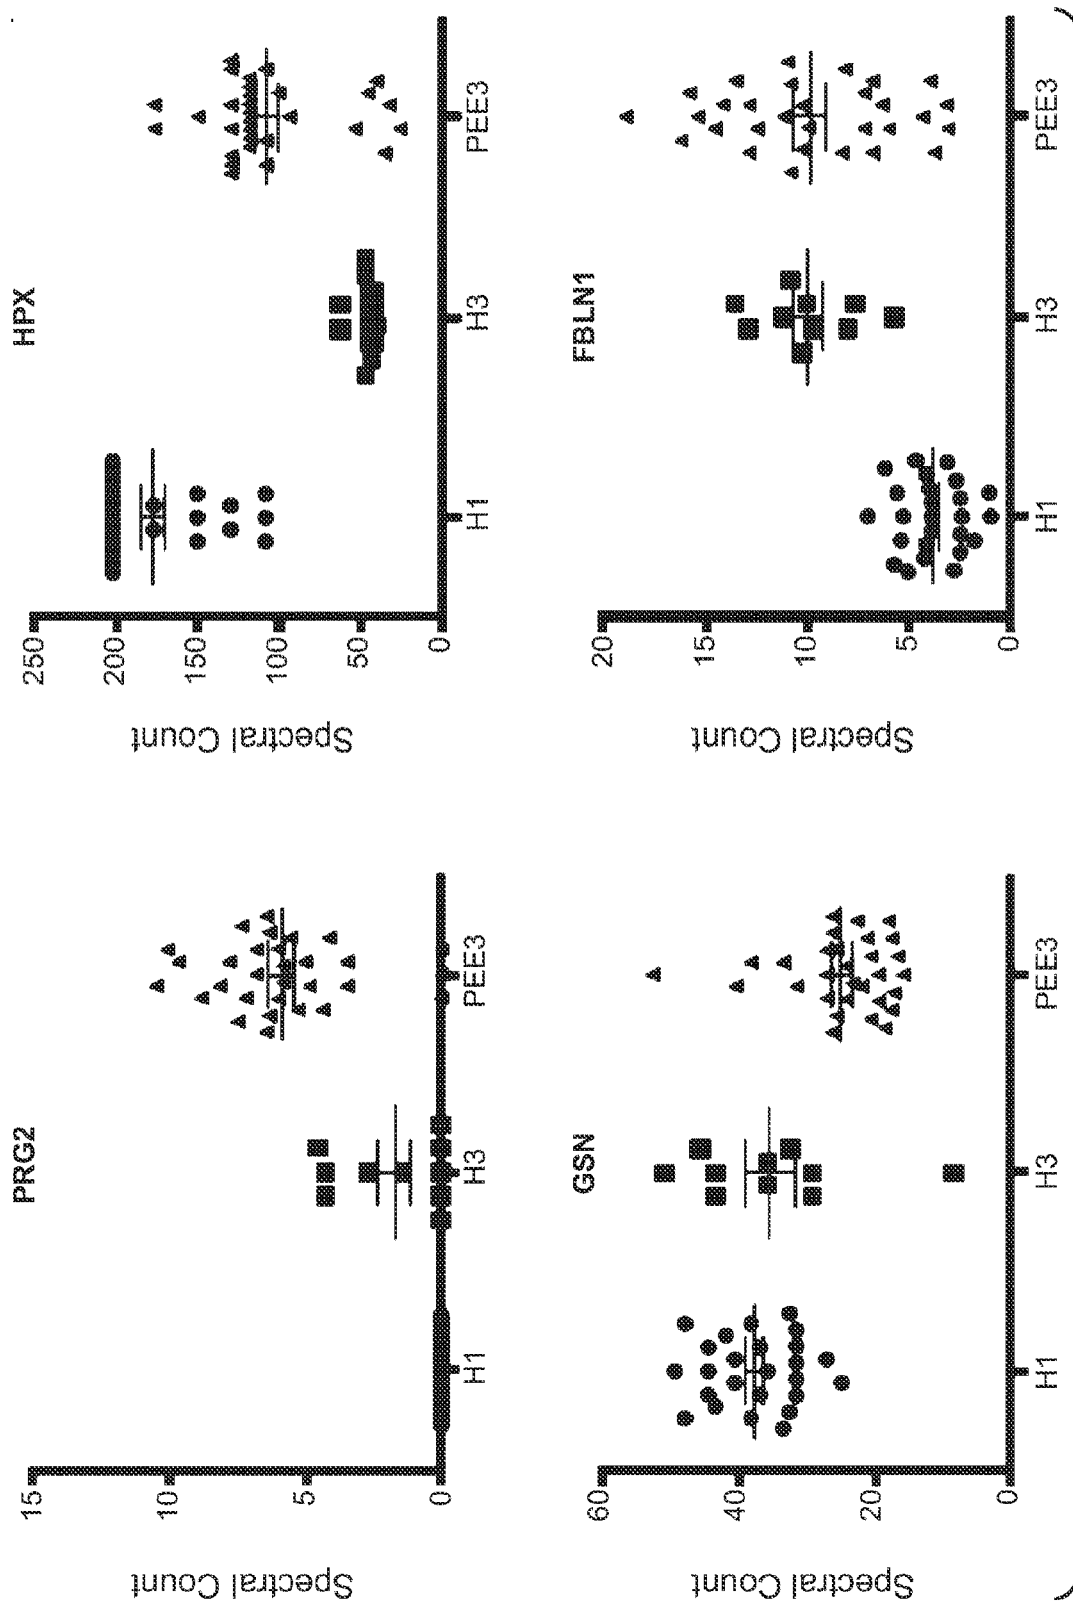 PRG2
Spectral Count
15
10
5
0
H1
H3
PEE3
HPX
Spectral Count
250
200
150
100
50
0
H1
H3
PEE3
GSN
Spectral Count
60
40
20
0
H1
H3
PEE3
FBLN1
Spectral Count
20
15
10
5
0
H1
H3
PEE3